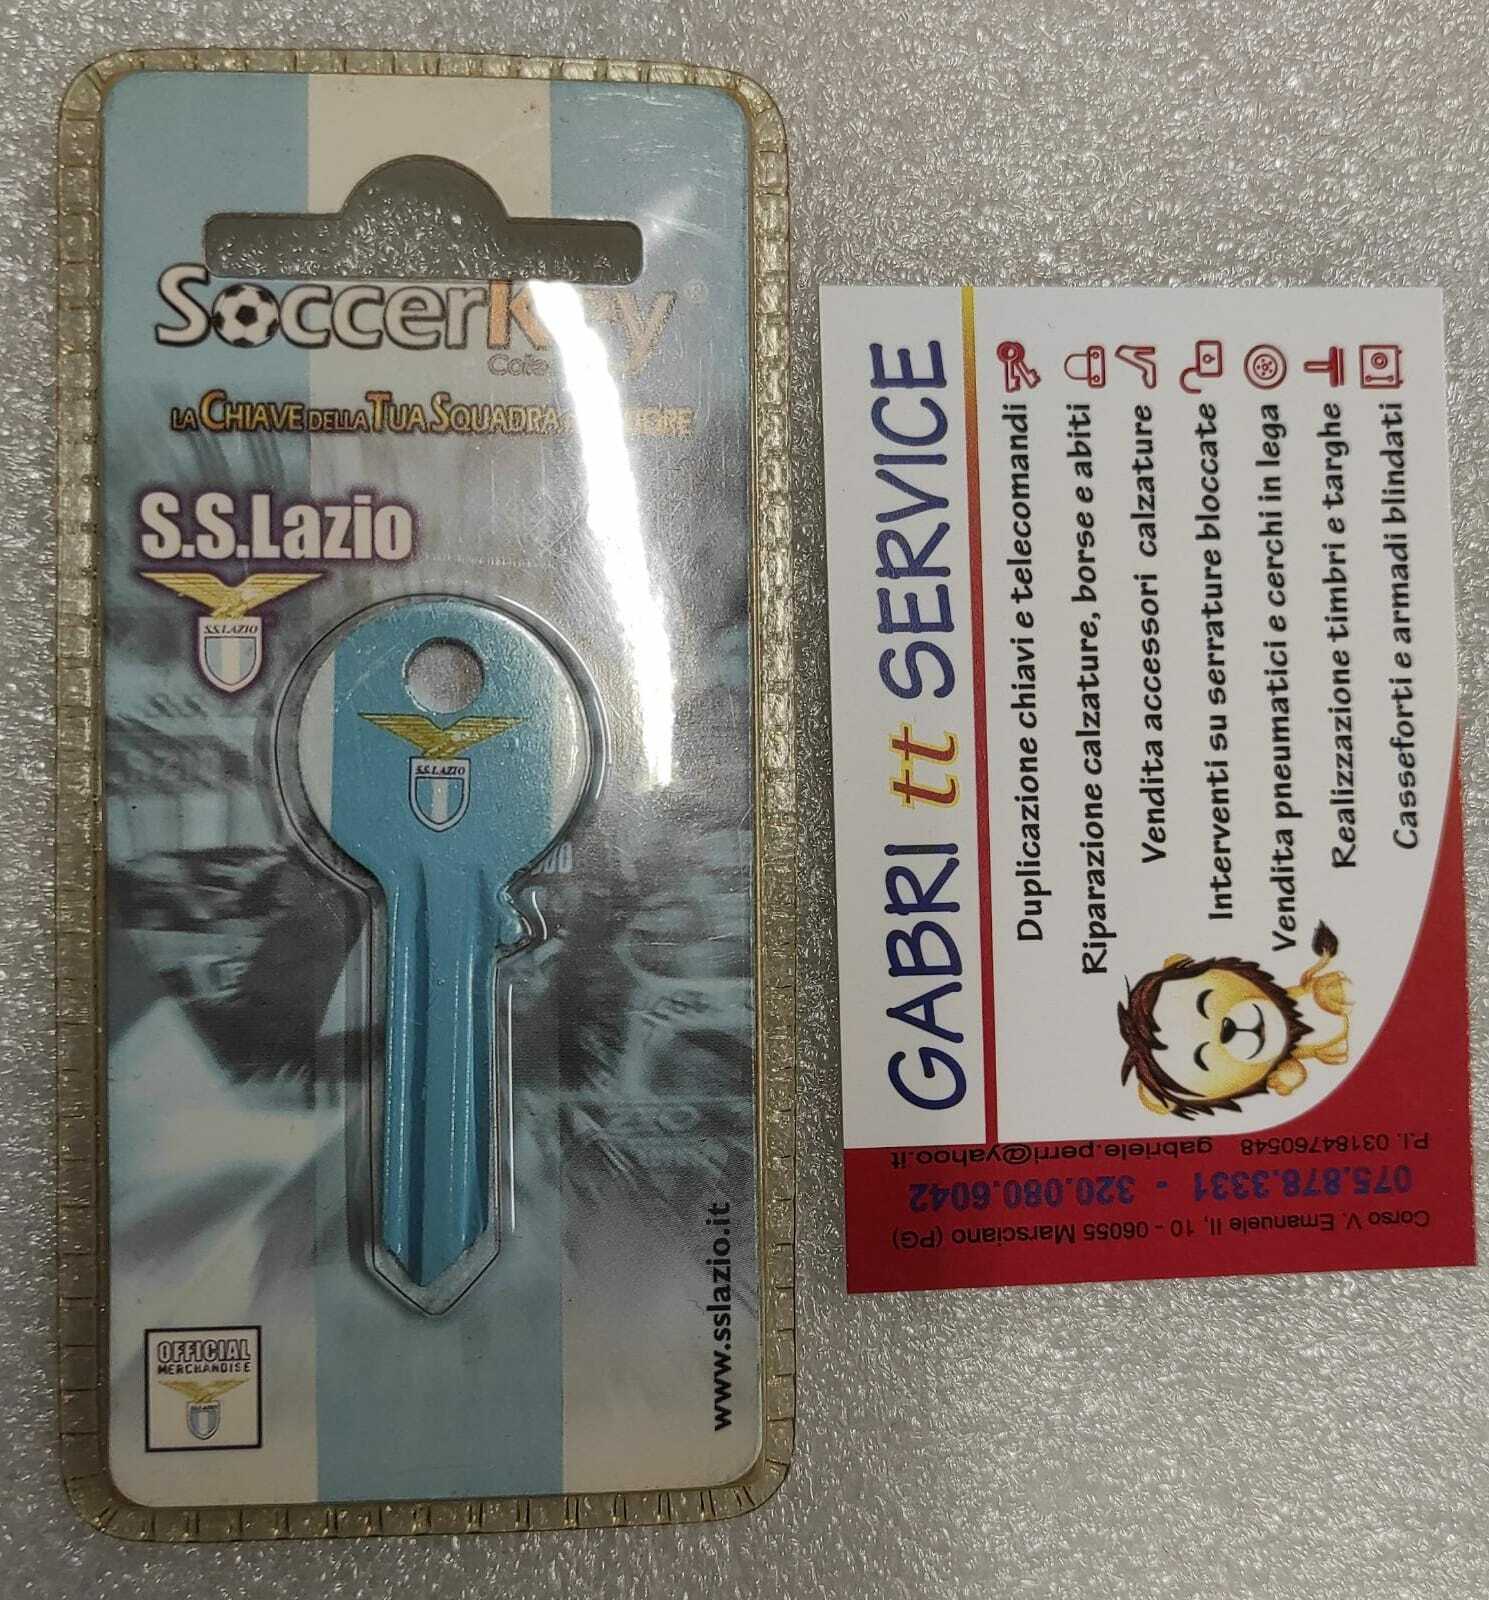 SoccerKey®
LA CHIAVE DELLA TUA SQUADRA
S.S.Lazio
S.S.LAZIO
S.S.LAZIO
www.sslazio.it
OFFICIAL
MERCHANDISE
GABRI tt SERVICE
Duplicazione chiavi e telecomandi
Riparazione calzature, borse e abiti
Vendita accessori calzature
Interventi su serrature bloccate
Vendita pneumatici e cerchi in lega
Realizzazione timbri e targhe
Casseforti e armadi blindati
P.I. 03184760548 gabriele.perri@yahoo.it
075.878.3331 - 320.080.6042
Corso V. Emanuele II, 10 - 06055 Marsciano (PG)